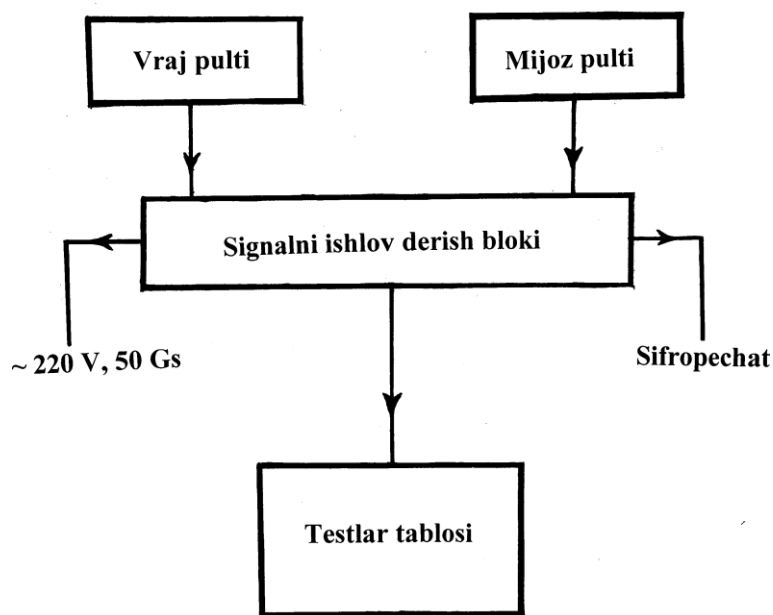 Vraj pulti
Mijoz pulti
Signalni ishlov derish bloki
~ 220 V, 50 Gs
Sifropechat
Testlar tablosi